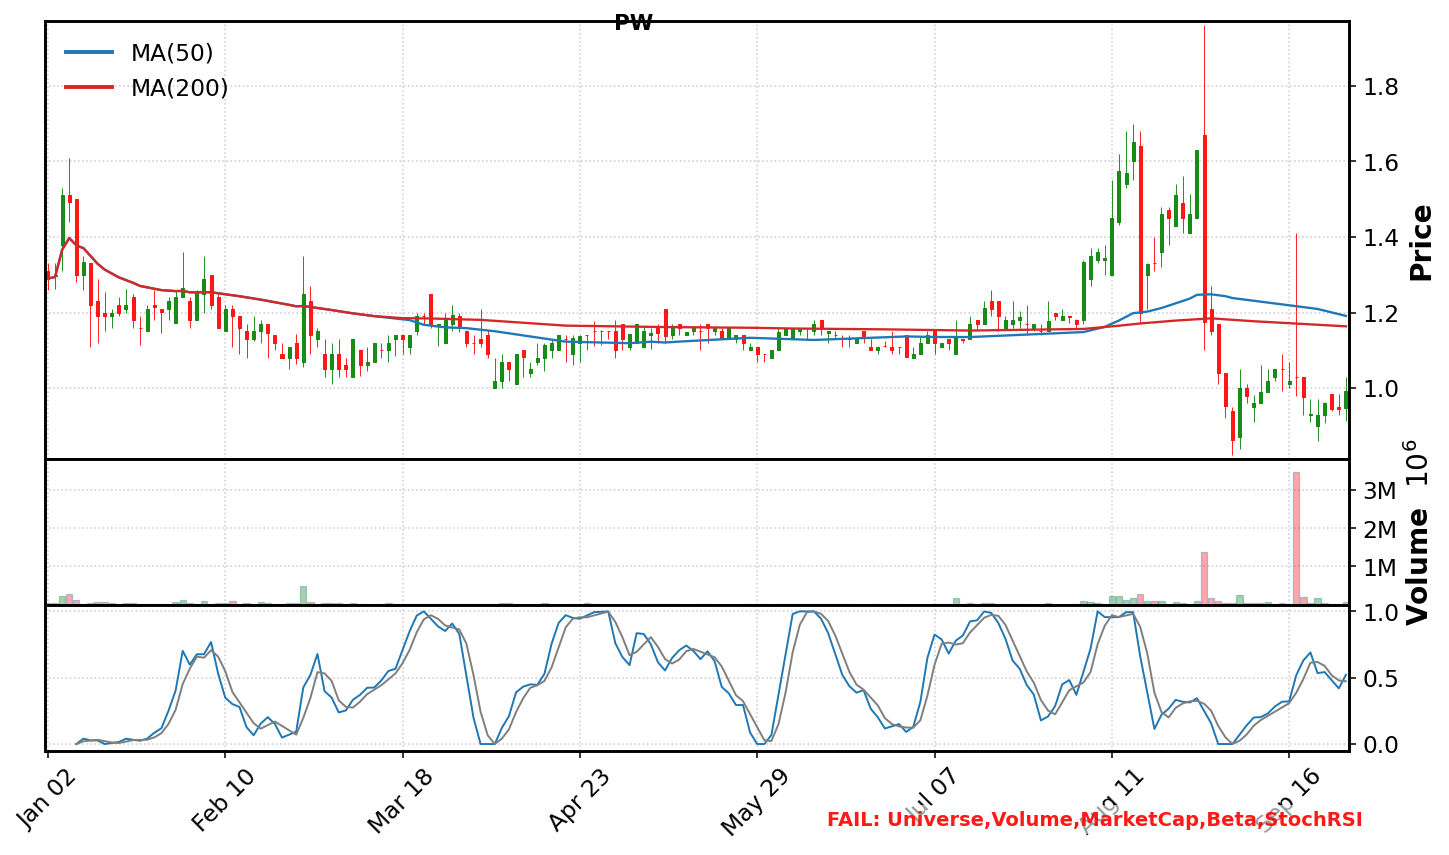 PW
MA(50)
MA(200)
1.8
1.6
1.4
1.2
1.0
Price
3M
2M
1M
Volume 10^6
1.0
0.5
0.0
Jan 02
Feb 10
Mar 18
Apr 23
May 29
Jul 07
Aug 11
Sep 16
FAIL: Universe,Volume,MarketCap,Beta,StochRSI